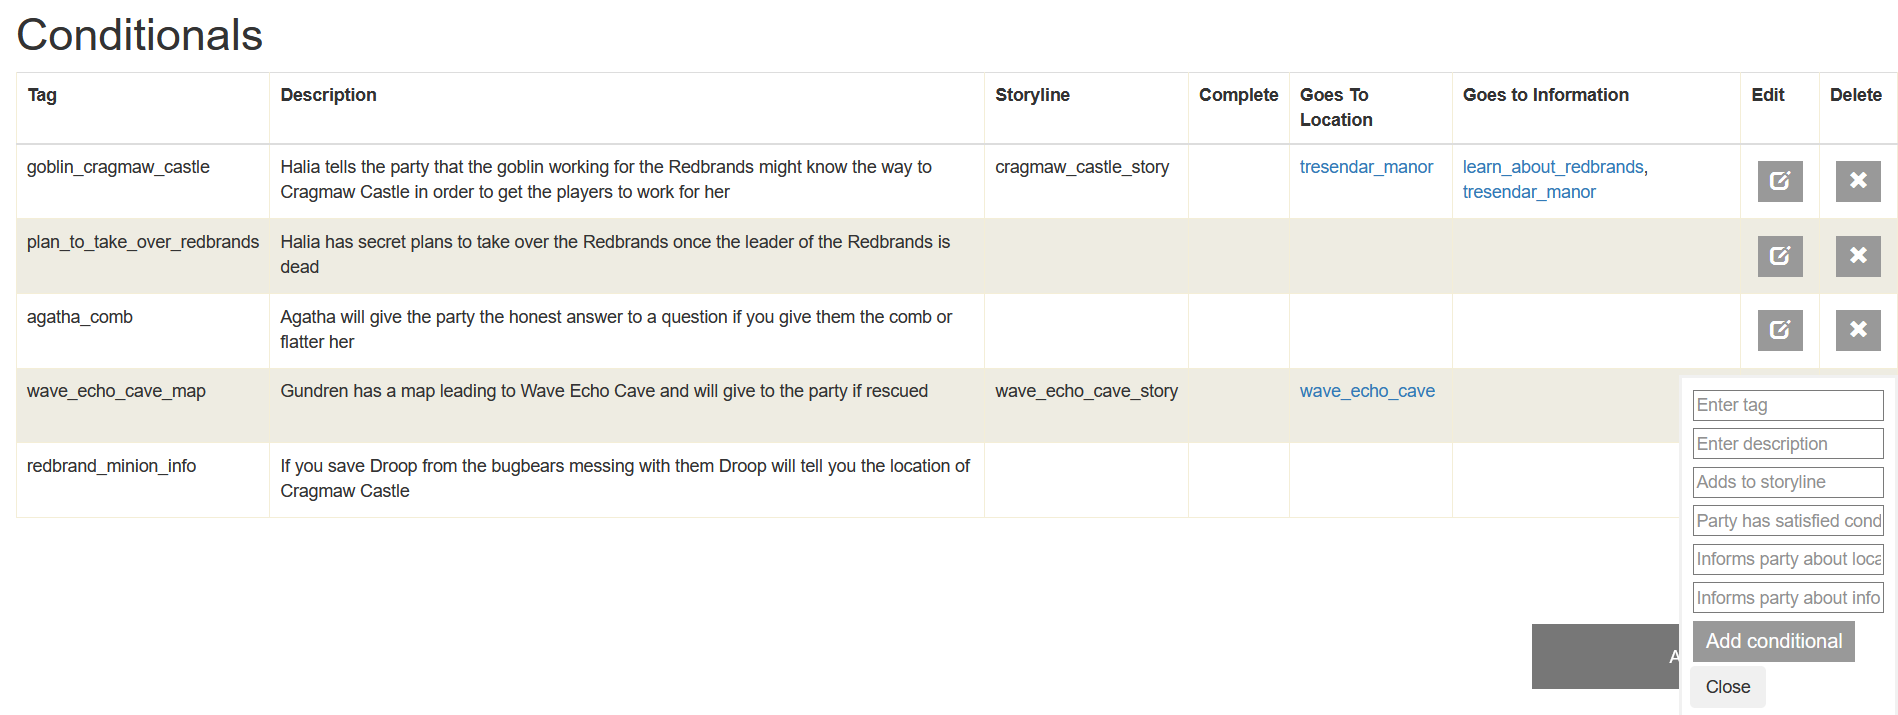 Conditionals
Tag Description Storyline Complete Goes To Location Goes to Information Edit Delete
goblin_cragmaw_castle Halia tells the party that the goblin working for the Redbrands might know the way to cragmaw_castle_story tresendar_manor learn_about_redbrands,
Cragmaw Castle in order to get the players to work for her tresendar_manor
plan_to_take_over_redbrands Halia has secret plans to take over the Redbrands once the leader of the Redbrands is
dead
agatha_comb Agatha will give the party the honest answer to a question if you give them the comb or
flatter her
wave_echo_cave_map Gundren has a map leading to Wave Echo Cave and will give to the party if rescued wave_echo_cave_story wave_echo_cave
redbrand_minion_info If you save Droop from the bugbears messing with them Droop will tell you the location of
Cragmaw Castle
Enter tag
Enter description
Adds to storyline
Party has satisfied cond
Informs party about loca
Informs party about info
Add conditional
A
Close